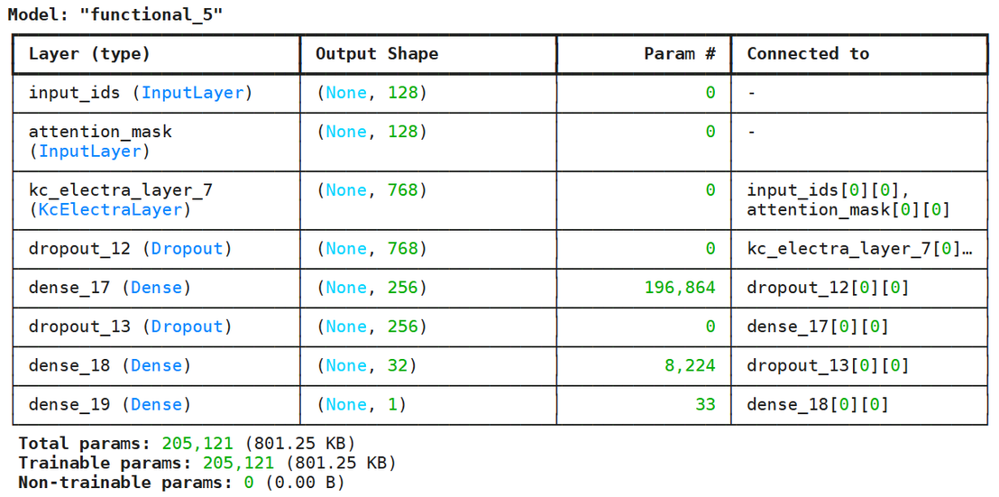 Model: "functional_5"
Layer (type) Output Shape Param # Connected to
input_ids (InputLayer) (None, 128) 0 -
attention_mask (None, 128) 0 -
(InputLayer)
kc_electra_layer_7 (None, 768) 0 input_ids[0][0],
(KcElectraLayer) attention_mask[0][0]
dropout_12 (Dropout) (None, 768) 0 kc_electra_layer_7[0]…
dense_17 (Dense) (None, 256) 196,864 dropout_12[0][0]
dropout_13 (Dropout) (None, 256) 0 dense_17[0][0]
dense_18 (Dense) (None, 32) 8,224 dropout_13[0][0]
dense_19 (Dense) (None, 1) 33 dense_18[0][0]
Total params: 205,121 (801.25 KB)
Trainable params: 205,121 (801.25 KB)
Non-trainable params: 0 (0.00 B)